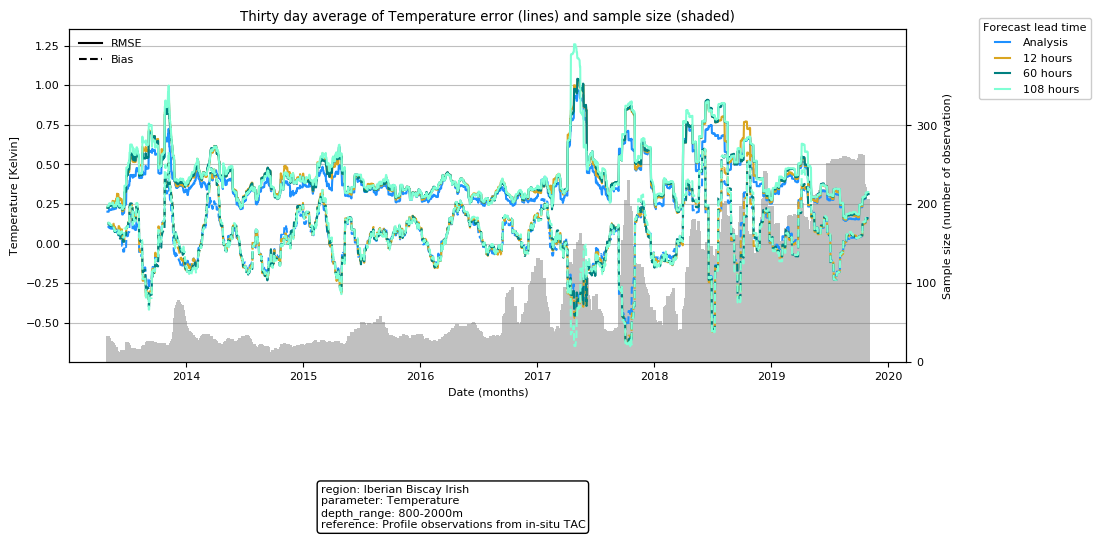 Thirty day average of Temperature error (lines) and sample size (shaded)
RMSE
Bias
1.25
1.00
0.75
0.50
0.25
0.00
−0.25
−0.50
Temperature [Kelvin]
300
200
100
0
Sample size (number of observation)
2014
2015
2016
2017
2018
2019
2020
Date (months)
Forecast lead time
Analysis
12 hours
60 hours
108 hours
region: Iberian Biscay Irish
parameter: Temperature
depth_range: 800-2000m
reference: Profile observations from in-situ TAC